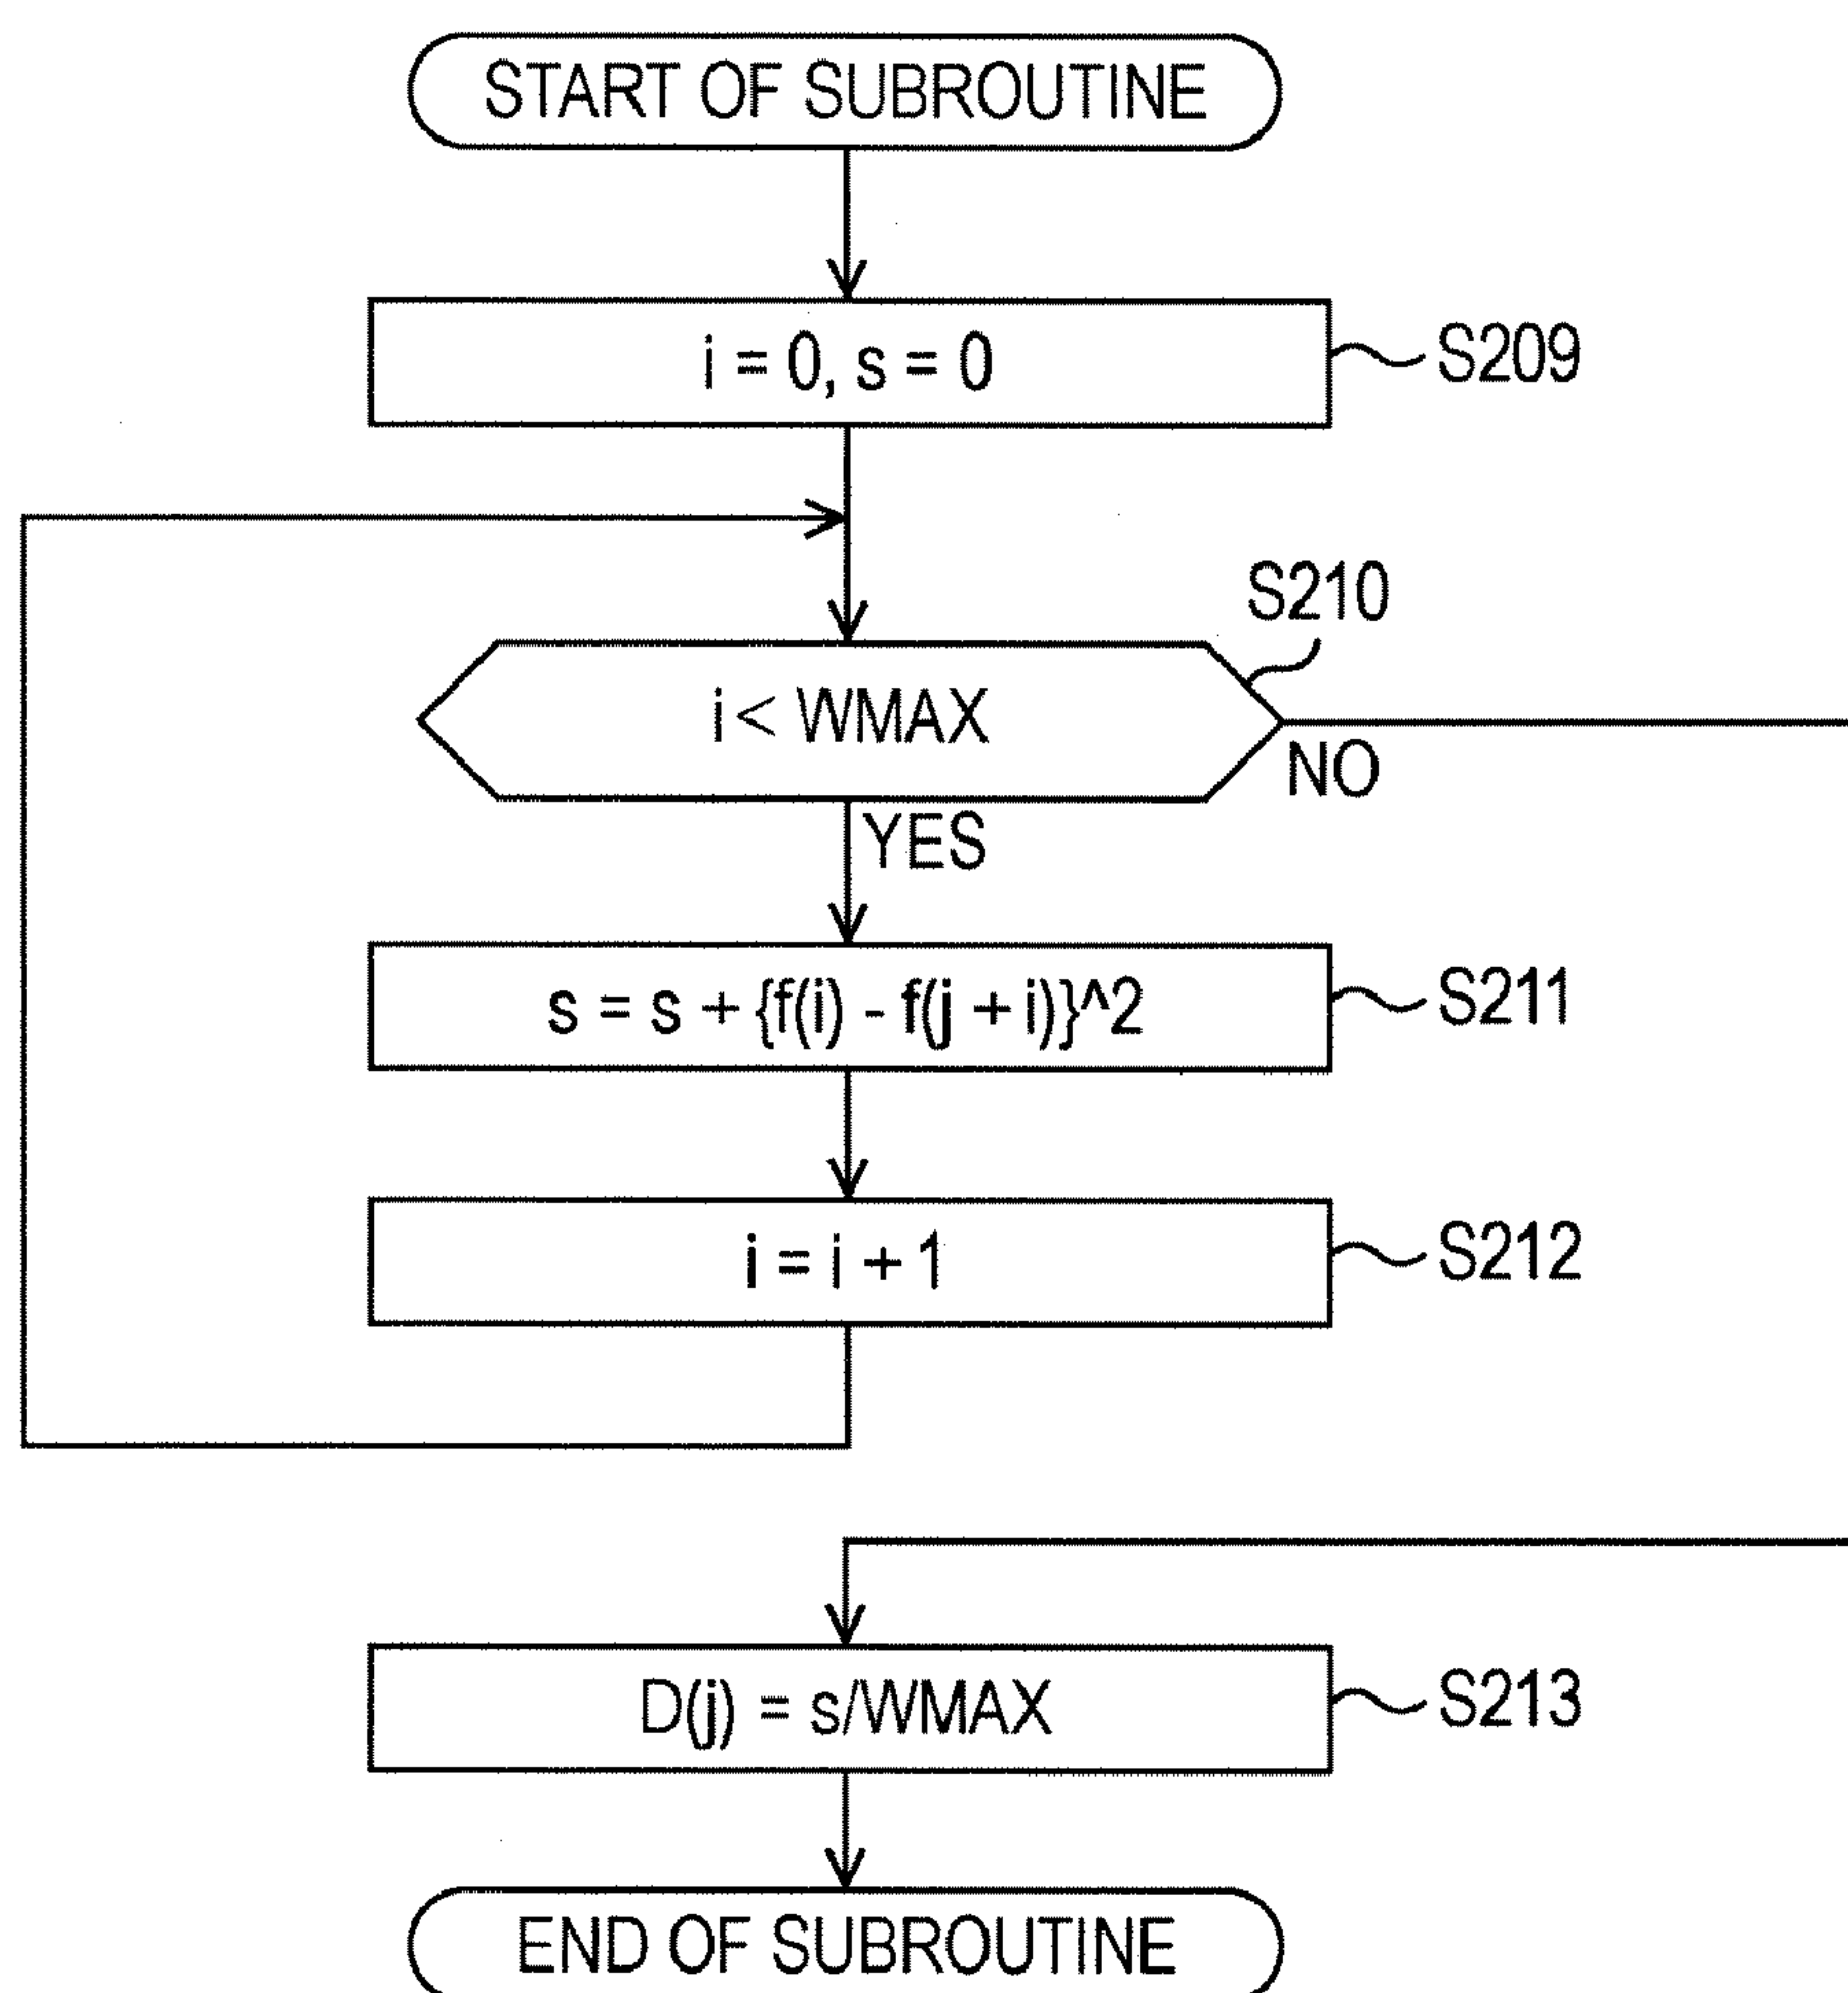 START OF SUBROUTINE
i = 0, s = 0
S209
S210
i < WMAX
NO
YES
s = s + {f(i) - f(j + i)}^2
S211
i = i + 1
S212
D(j) = s/WMAX
S213
END OF SUBROUTINE